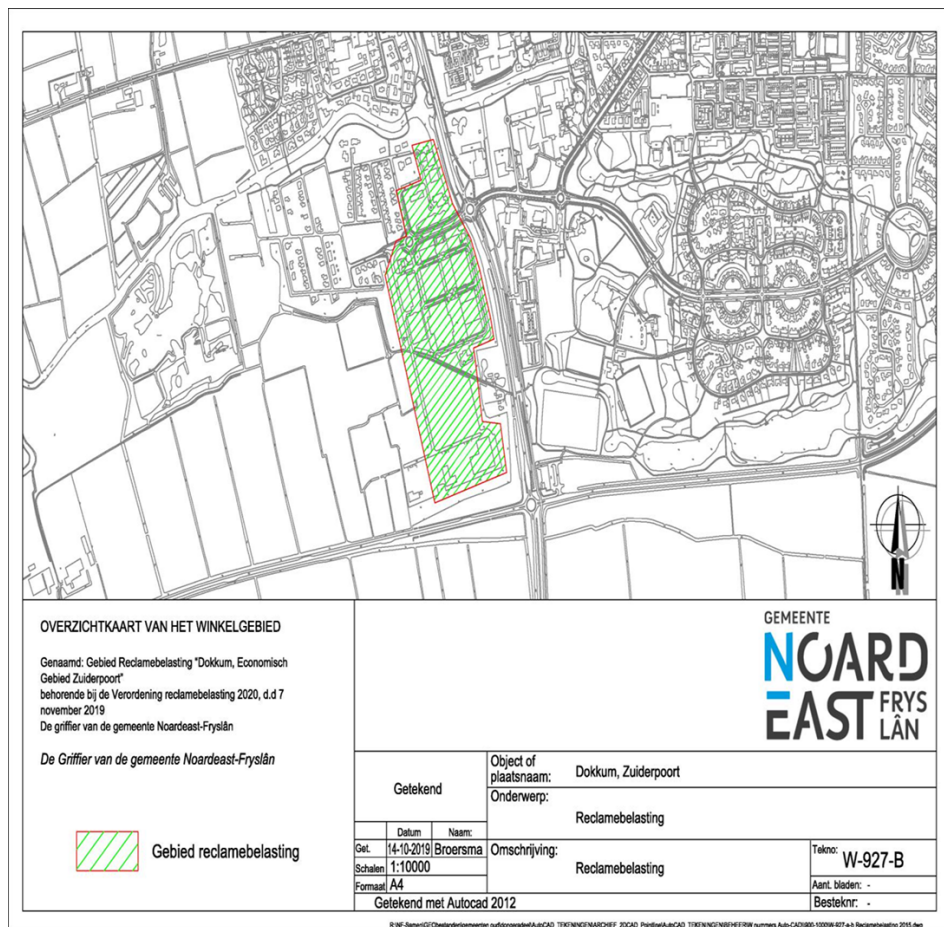 N
OVERZICHTKAART VAN HET WINKELGEBIED
Genaamd: Gebied Reclamebelasting "Dokkum, Economisch
Gebied Zuiderpoort"
behorende bij de Verordening reclamebelasting 2020, d.d 7
november 2019
De griffier van de gemeente Noardeast-Fryslân
De Griffier van de gemeente Noardeast-Fryslân
Gebied reclamebelasting
GEMEENTE
NOARD
EAST FRYS
LÂN
Getekend
Object of
plaatsnaam: Dokkum, Zuiderpoort
Onderwerp:
Reclamebelasting
Datum Naam:
Get. 14-10-2019 Broersma
Schalen 1:10000
Formaat A4
Omschrijving:
Reclamebelasting
Tekno: W-927-B
Aant. bladen: -
Getekend met Autocad 2012
Besteknr: -